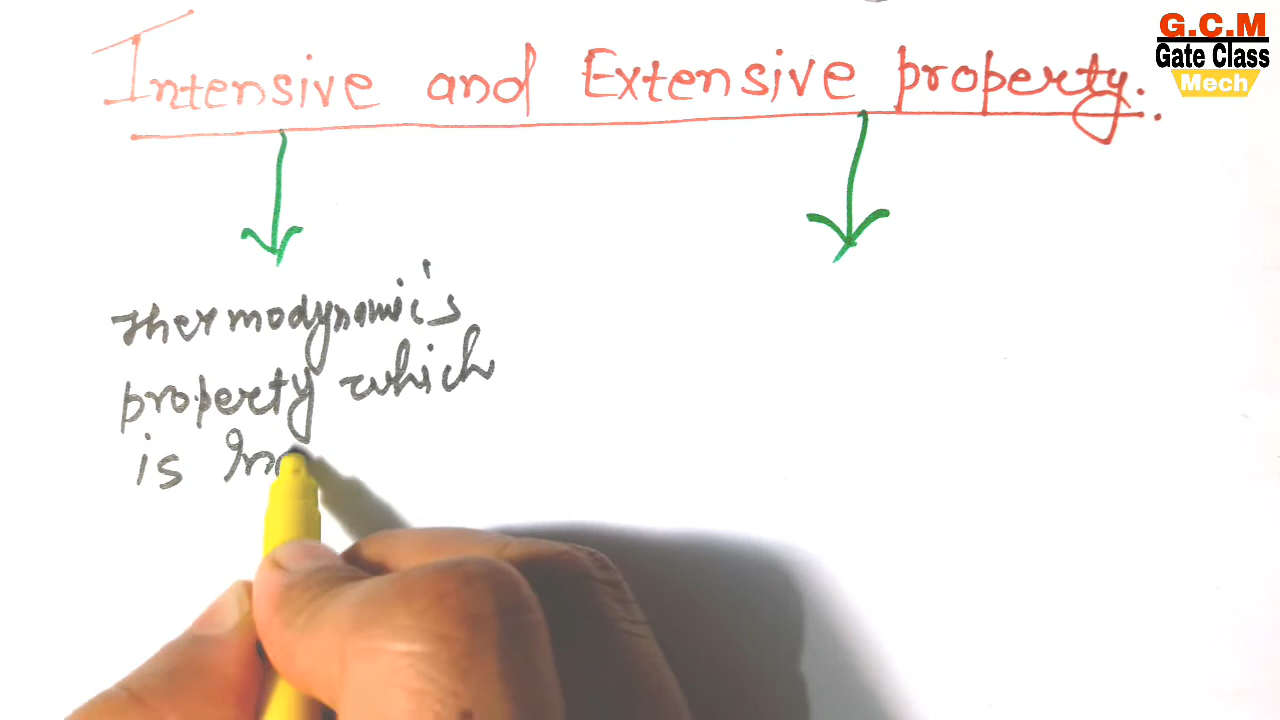 Intensive and Extensive property.
G.C.M
Gate Class
Mech
thermodynamic's
property which
is